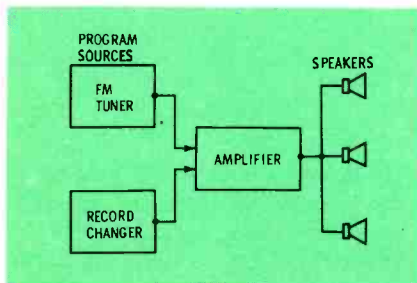 PROGRAM
SOURCES
FM
TUNER
RECORD
CHANGER
AMPLIFIER
SPEAKERS